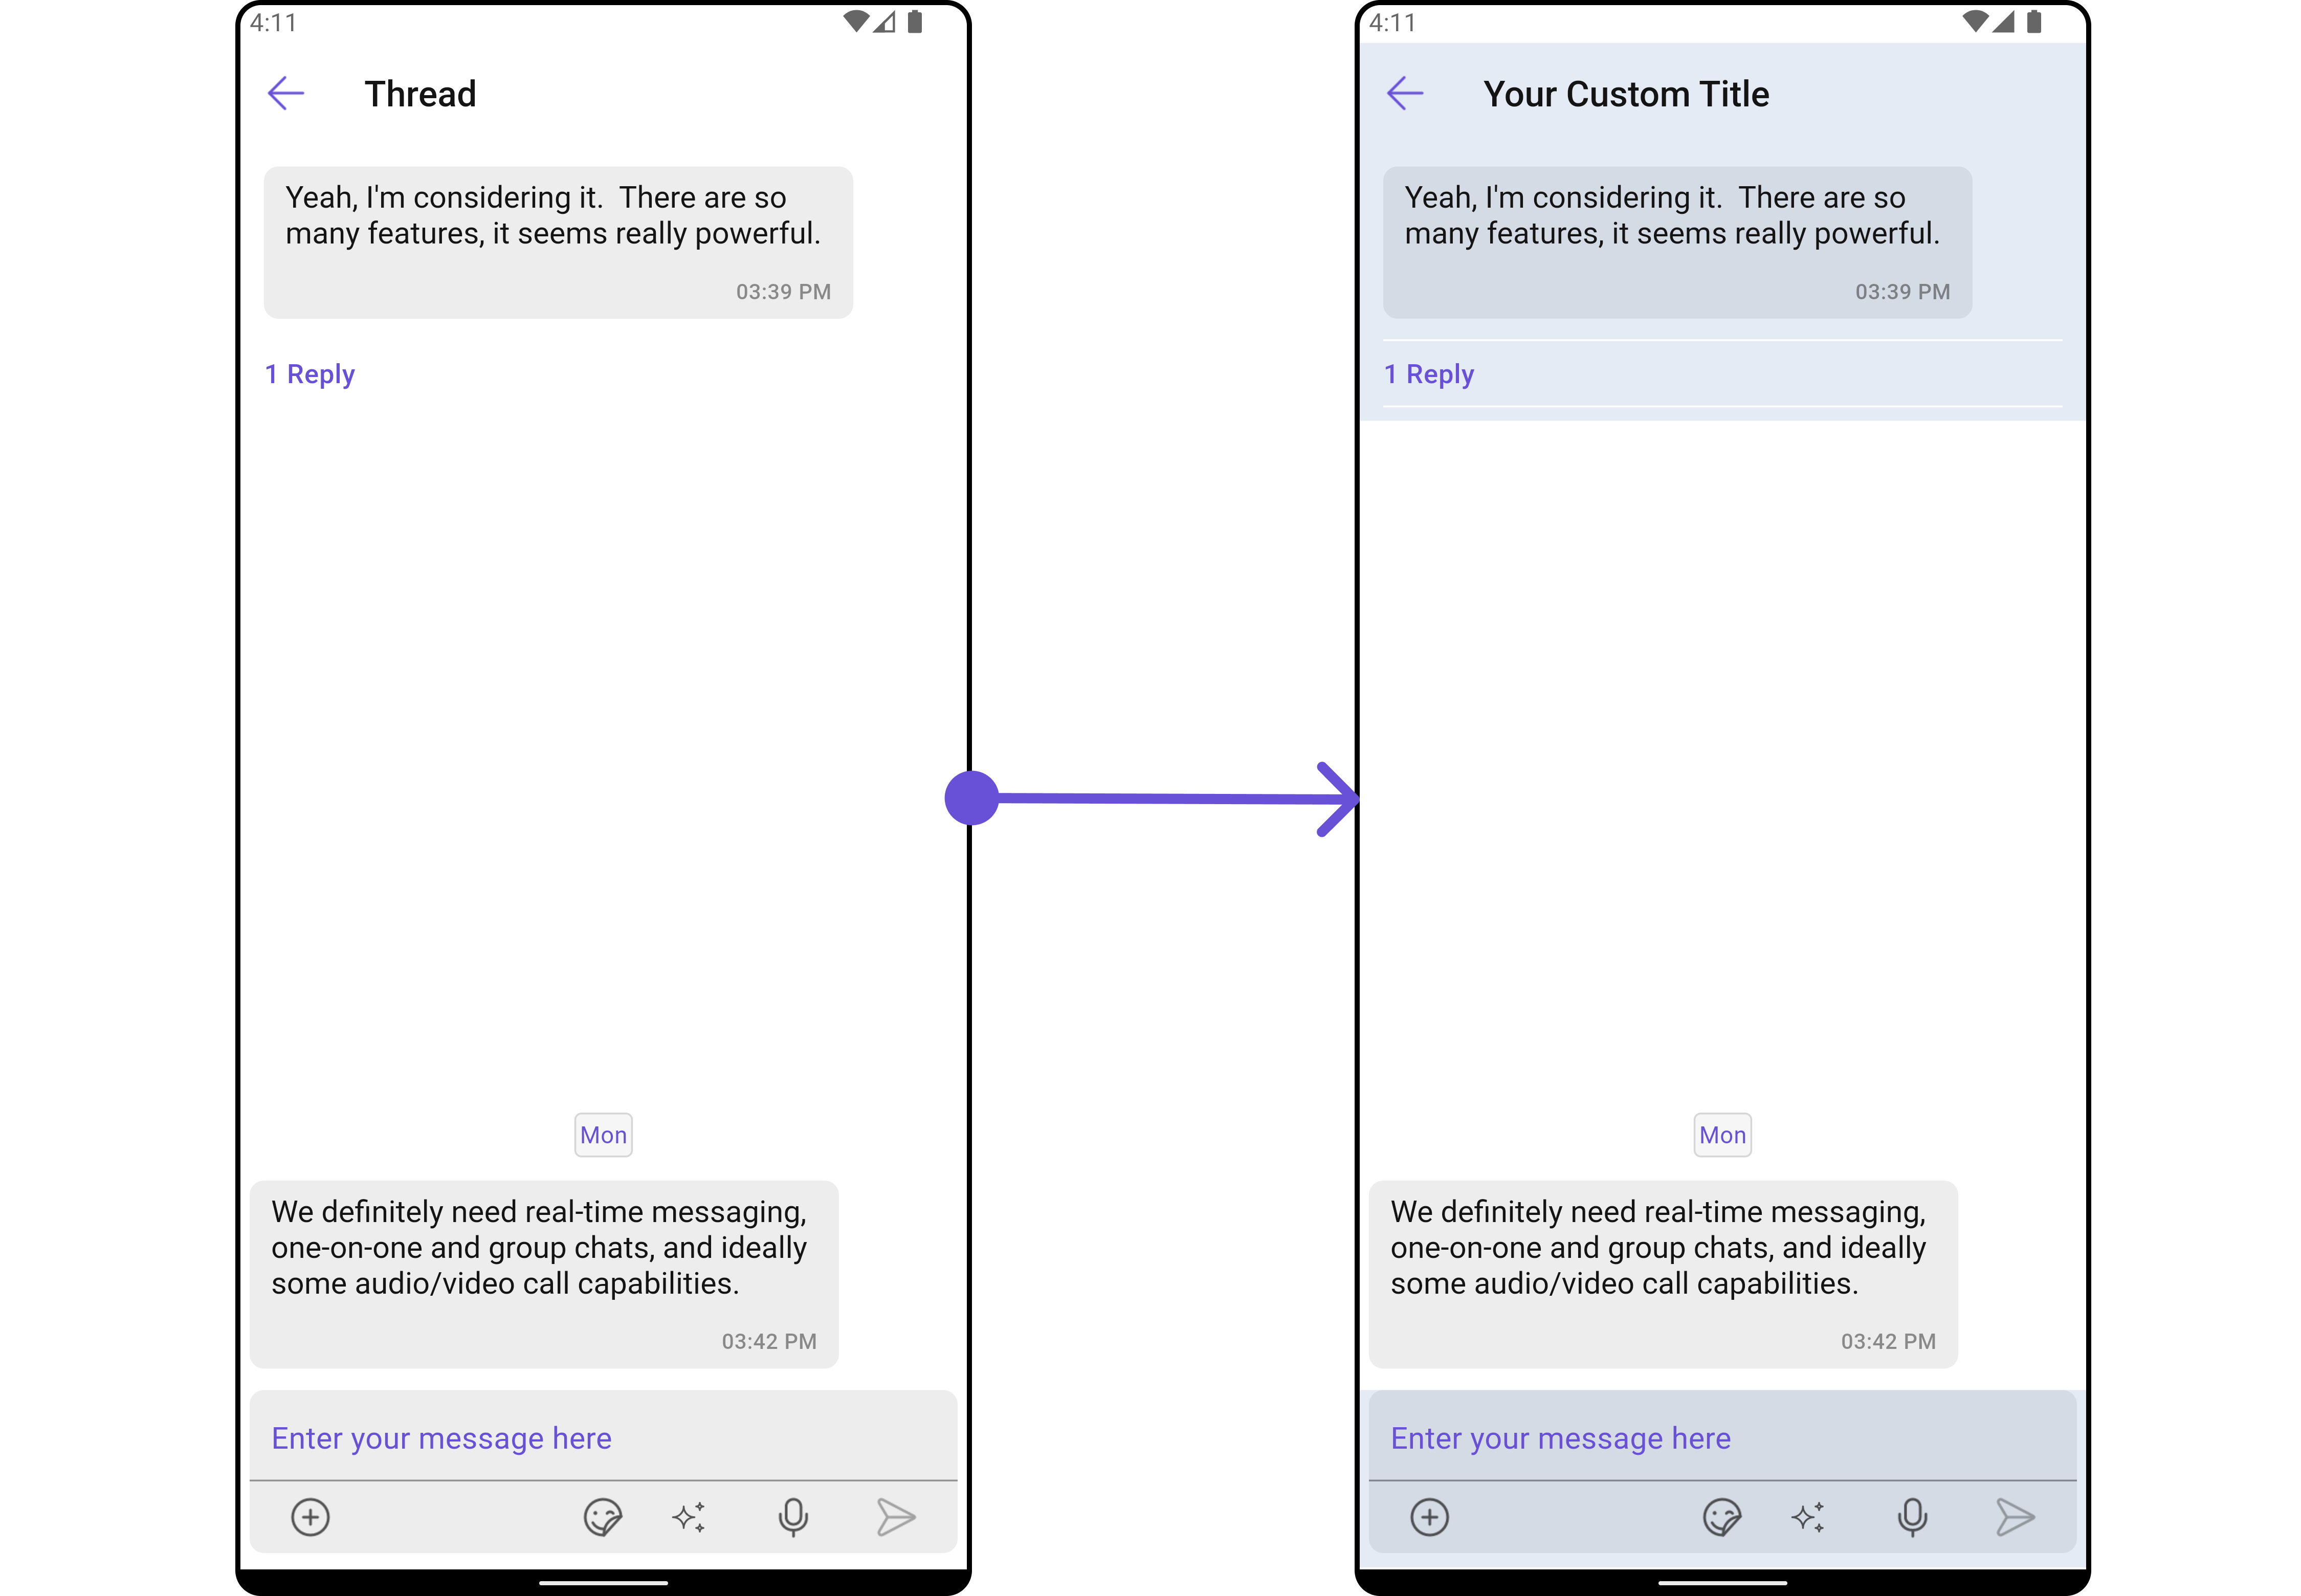 4:11
Thread
Yeah, I'm considering it.  There are so
many features, it seems really powerful.
03:39 PM
1 Reply
Mon
We definitely need real-time messaging,
one-on-one and group chats, and ideally
some audio/video call capabilities.
03:42 PM
Enter your message here
4:11
Your Custom Title
Yeah, I'm considering it.  There are so
many features, it seems really powerful.
03:39 PM
1 Reply
Mon
We definitely need real-time messaging,
one-on-one and group chats, and ideally
some audio/video call capabilities.
03:42 PM
Enter your message here